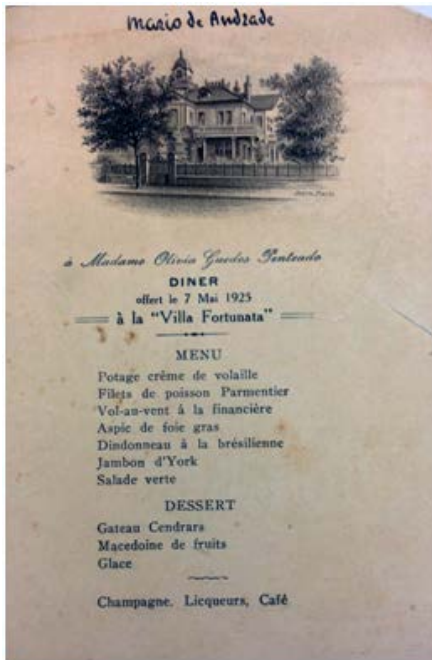 Mario de Andrade
à Madame Olivia Guedes Penteado
DINER
offert le 7 Mai 1925
à la "Villa Fortunata"
MENU
Potage crême de volaille
Filets de poisson Parmentier
Vol-au-vent à la financière
Aspic de foie gras
Dindonneau à la brésilienne
Jambon d'York
Salade verte
DESSERT
Gateau Cendrars
Macedoine de fruits
Glace
Champagne. Licqueurs, Café